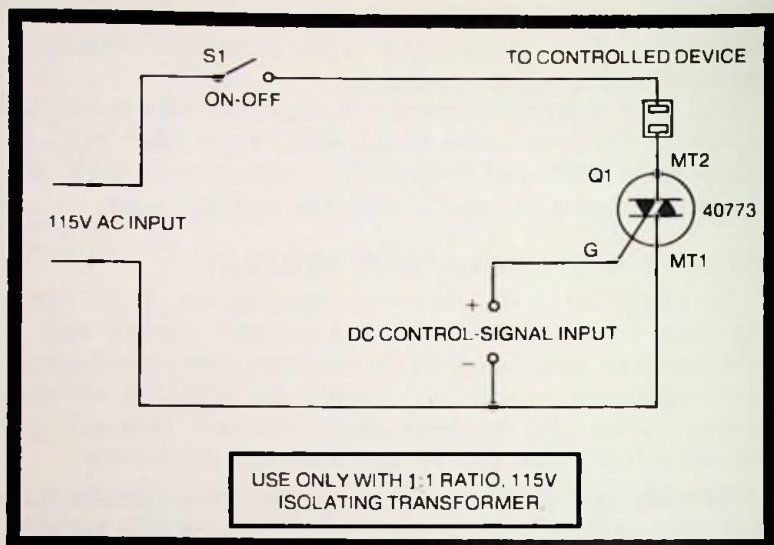 S1
TO CONTROLLED DEVICE
ON-OFF
MT2
Q1
115V AC INPUT
40773
G
MT1
+
DC CONTROL-SIGNAL INPUT
–
USE ONLY WITH 1:1 RATIO, 115V
ISOLATING TRANSFORMER